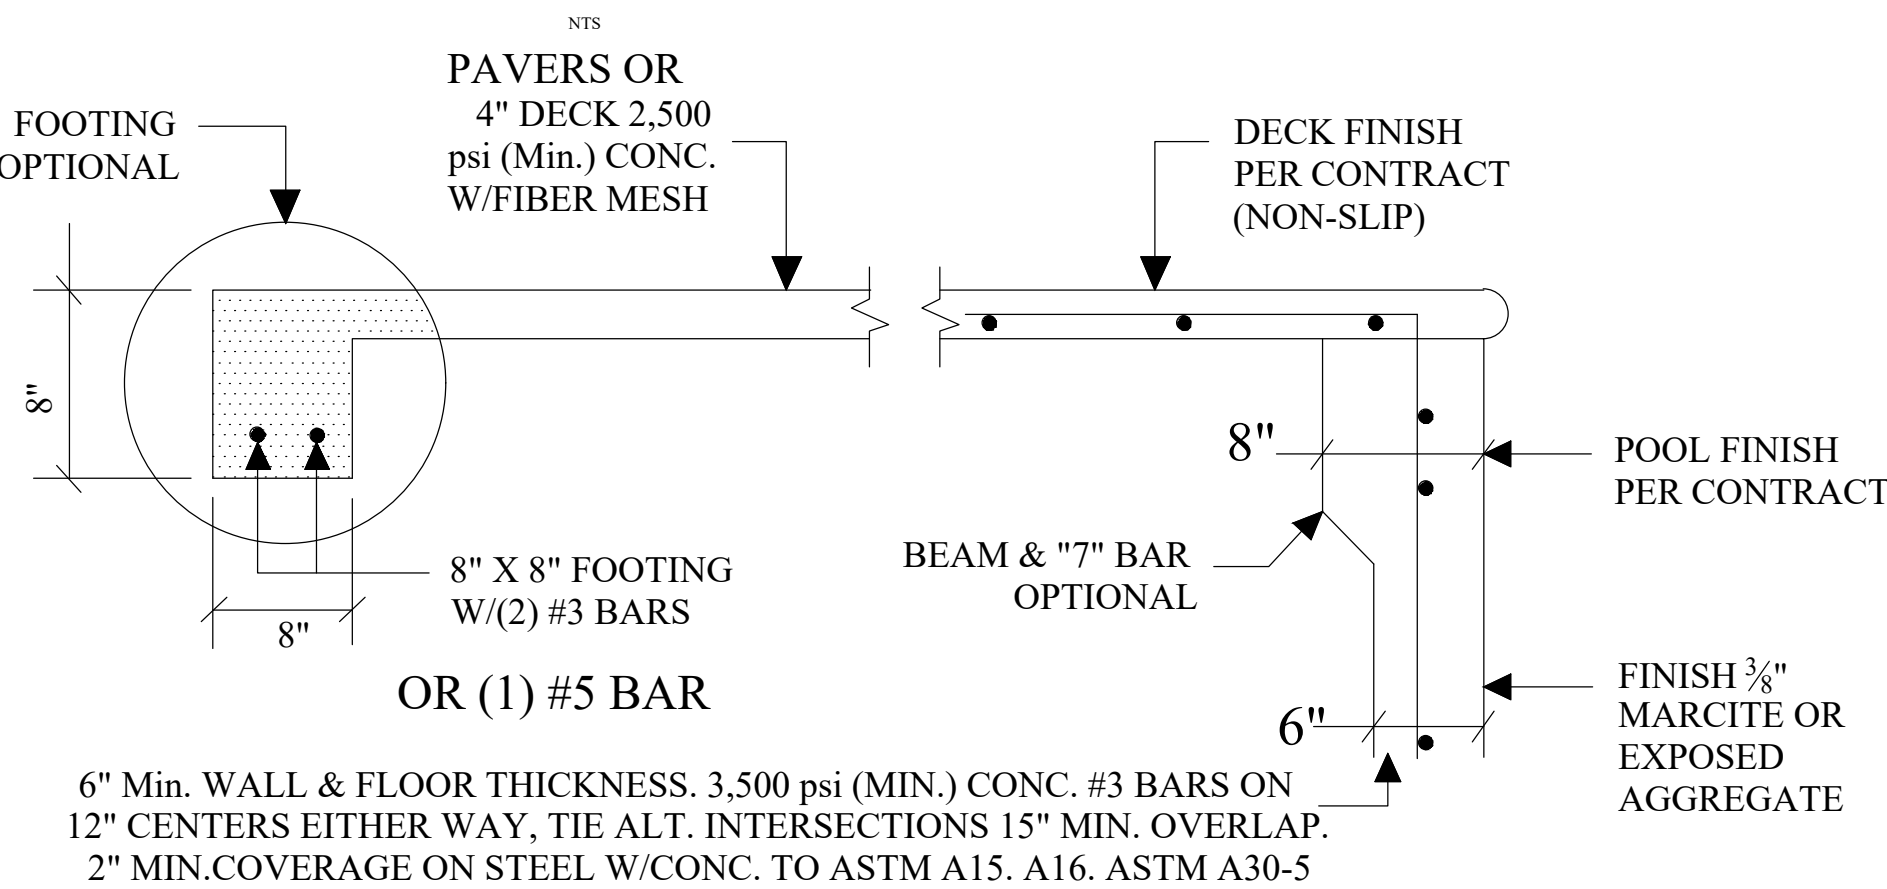 NTS
PAVERS OR
4" DECK 2,500
psi (Min.) CONC.
W/FIBER MESH
FOOTING
OPTIONAL
DECK FINISH
PER CONTRACT
(NON-SLIP)
8"
8"
8" X 8" FOOTING
W/(2) #3 BARS
OR (1) #5 BAR
8"
POOL FINISH
PER CONTRACT
BEAM & "7" BAR
OPTIONAL
6"
FINISH ⅜"
MARCITE OR
EXPOSED
AGGREGATE
6" Min. WALL & FLOOR THICKNESS. 3,500 psi (MIN.) CONC. #3 BARS ON
12" CENTERS EITHER WAY, TIE ALT. INTERSECTIONS 15" MIN. OVERLAP.
2" MIN.COVERAGE ON STEEL W/CONC. TO ASTM A15. A16. ASTM A30-5